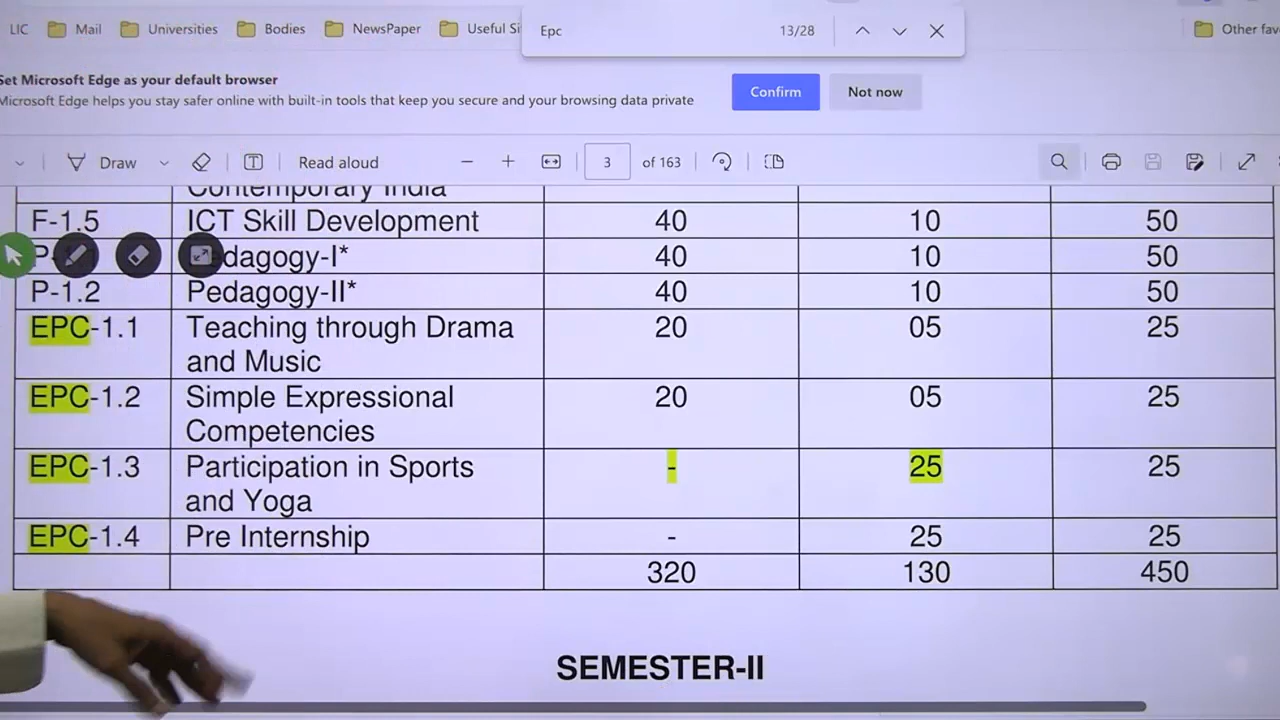 LIC Mail Universities Bodies NewsPaper Useful Si
Epc 13/28
Other fav
Set Microsoft Edge as your default browser
Microsoft Edge helps you stay safer online with built-in tools that keep you secure and your browsing data private
Confirm Not now
Draw Read aloud 3 of 163
Contemporary India
F-1.5 ICT Skill Development 40 10 50
Pedagogy-I* 40 10 50
P-1.2 Pedagogy-II* 40 10 50
EPC-1.1 Teaching through Drama 20 05 25
and Music
EPC-1.2 Simple Expressional 20 05 25
Competencies
EPC-1.3 Participation in Sports - 25 25
and Yoga
EPC-1.4 Pre Internship - 25 25
320 130 450
SEMESTER-II